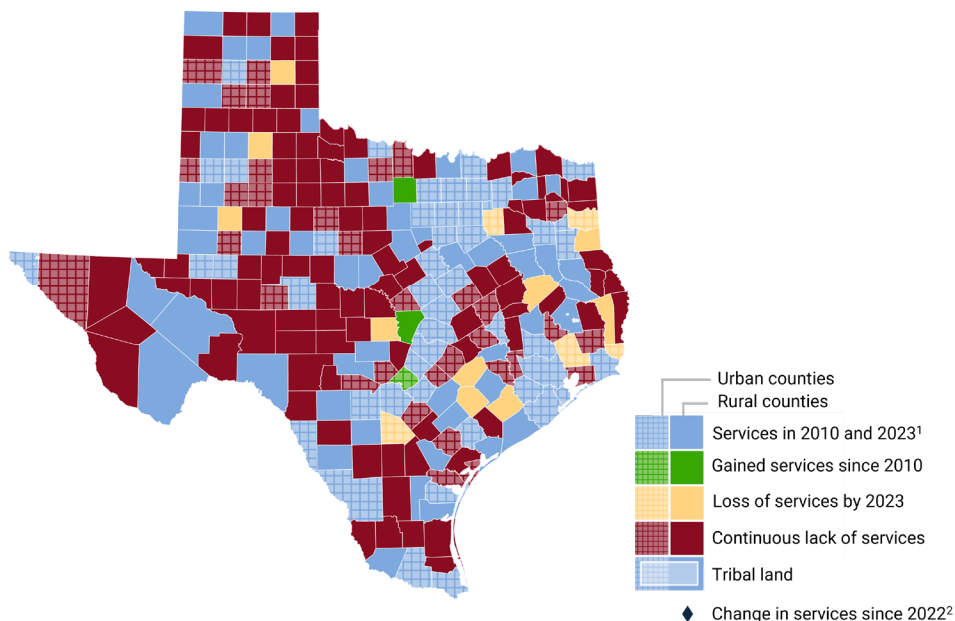 Urban counties
Rural counties
Services in 2010 and 2023¹
Gained services since 2010
Loss of services by 2023
Continuous lack of services
Tribal land
Change in services since 2022²